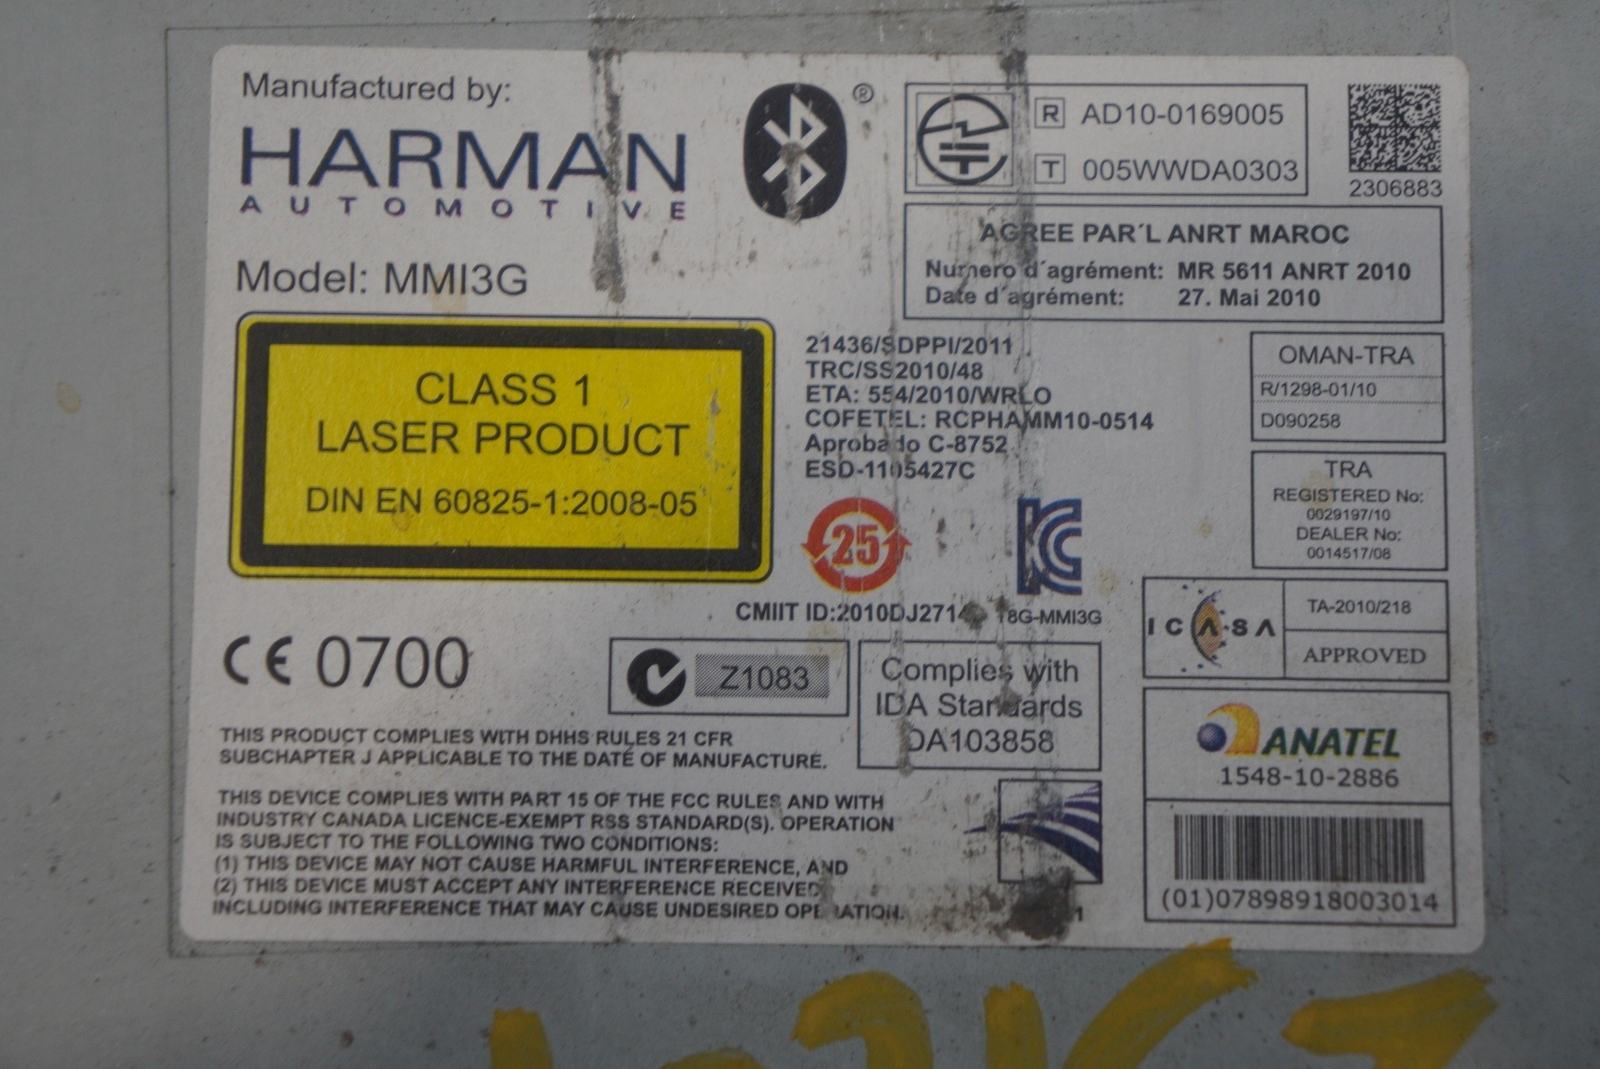 Manufactured by:
HARMAN
AUTOMOTIVE
Model: MMI3G
®
R AD10-0169005
T 005WWDA0303
2306883
AGREE PAR´L ANRT MAROC
Numero d´agrément: MR 5611 ANRT 2010
Date d´agrément: 27. Mai 2010
CLASS 1
LASER PRODUCT
DIN EN 60825-1:2008-05
21436/SDPPI/2011
TRC/SS2010/48
ETA: 554/2010/WRLO
COFETEL: RCPHAMM10-0514
Aprobado C-8752
ESD-1105427C
OMAN-TRA
R/1298-01/10
D090258
TRA
REGISTERED No:
0029197/10
DEALER No:
0014517/08
25
KC
CMIIT ID:2010DJ2714
8G-MMI3G
ICASA
TA-2010/218
APPROVED
CE 0700
Z1083
Complies with
IDA Standards
DA103858
ANATEL
1548-10-2886
(01)07898918003014
THIS PRODUCT COMPLIES WITH DHHS RULES 21 CFR
SUBCHAPTER J APPLICABLE TO THE DATE OF MANUFACTURE.
THIS DEVICE COMPLIES WITH PART 15 OF THE FCC RULES AND WITH
INDUSTRY CANADA LICENCE-EXEMPT RSS STANDARD(S). OPERATION
IS SUBJECT TO THE FOLLOWING TWO CONDITIONS:
(1) THIS DEVICE MAY NOT CAUSE HARMFUL INTERFERENCE, AND
(2) THIS DEVICE MUST ACCEPT ANY INTERFERENCE RECEIVED
INCLUDING INTERFERENCE THAT MAY CAUSE UNDESIRED OPERATION.